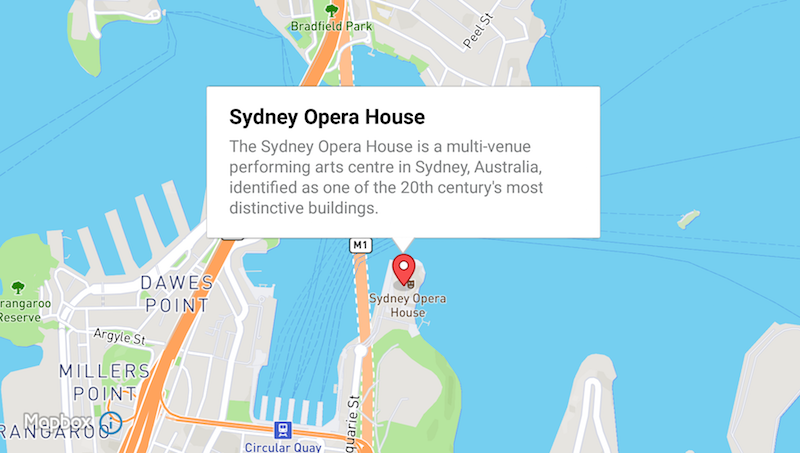 Bradfield Park
Peel St
Sydney Opera House
The Sydney Opera House is a multi-venue
performing arts centre in Sydney, Australia,
identified as one of the 20th century's most
distinctive buildings.
M1
DAWES
POINT
rangaroo
Reserve
Sydney Opera
House
Argyle St
MILLERS
POINT
Mapbox
RANGAROO
quarie St
Circular Quay